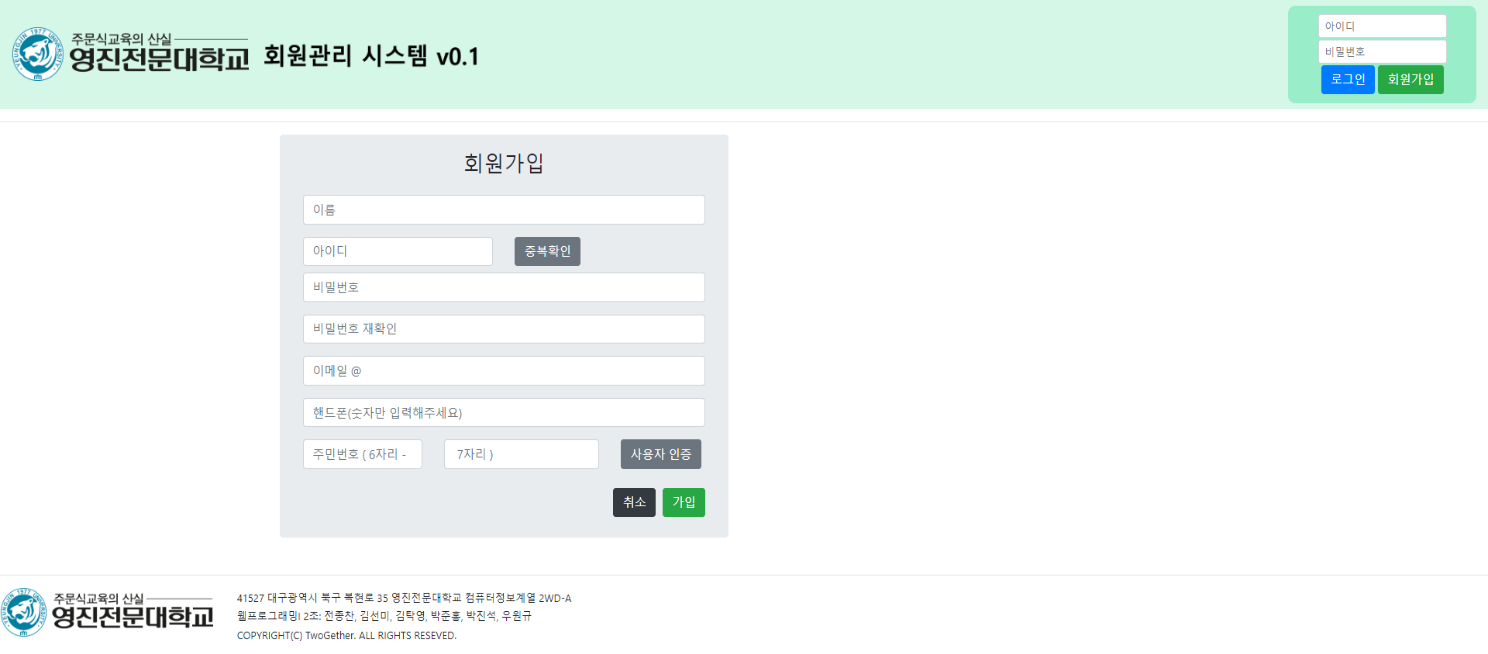 YEUNGJIN UNIVERSITY 1977
주문식교육의 산실
영진전문대학교
회원관리 시스템 v0.1
아이디
비밀번호
로그인 회원가입
회원가입
이름
아이디 중복확인
비밀번호
비밀번호 재확인
이메일 @
핸드폰(숫자만 입력해주세요)
주민번호 ( 6자리 - 7자리 ) 사용자 인증
취소 가입
주문식교육의 산실
영진전문대학교
41527 대구광역시 북구 복현로 35 영진전문대학교 컴퓨터정보계열 2WD-A
웹프로그래밍I 2조: 전종찬, 김선미, 김탁영, 박준홍, 박진석, 우원규
COPYRIGHT(C) TwoGether. ALL RIGHTS RESEVED.